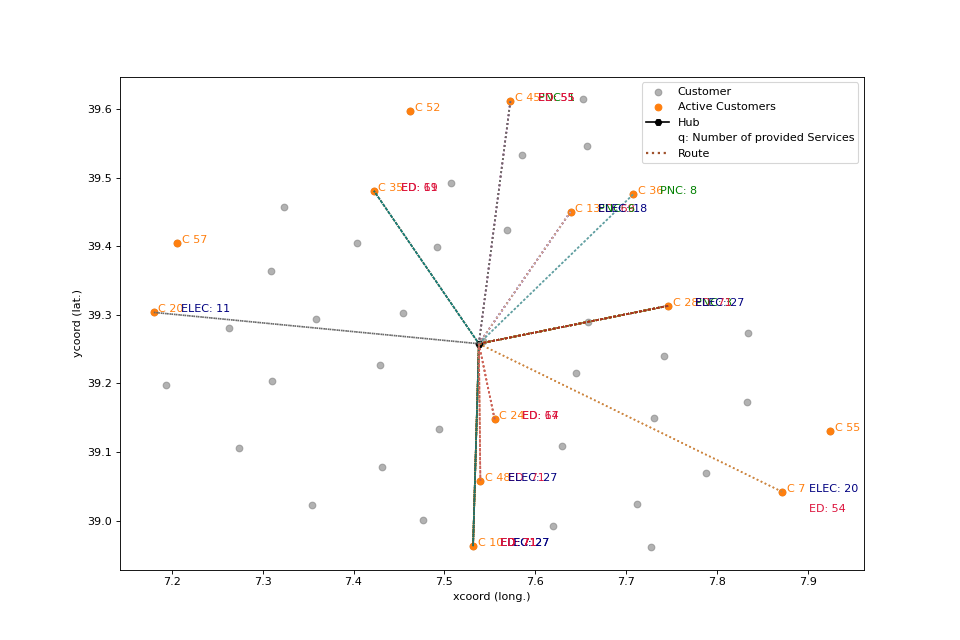 Customer
Active Customers
Hub
q: Number of provided Services
Route
C 52
C 45
C 35
C 36 PNC: 8
C 13
C 57
C 20 ELEC: 11
C 28
C 24
C 48
C 10
C 55
C 7 ELEC: 20
ED: 54
39.6
39.5
39.4
39.3
39.2
39.1
39.0
ycoord (lat.)
7.2 7.3 7.4 7.5 7.6 7.7 7.8 7.9
xcoord (long.)